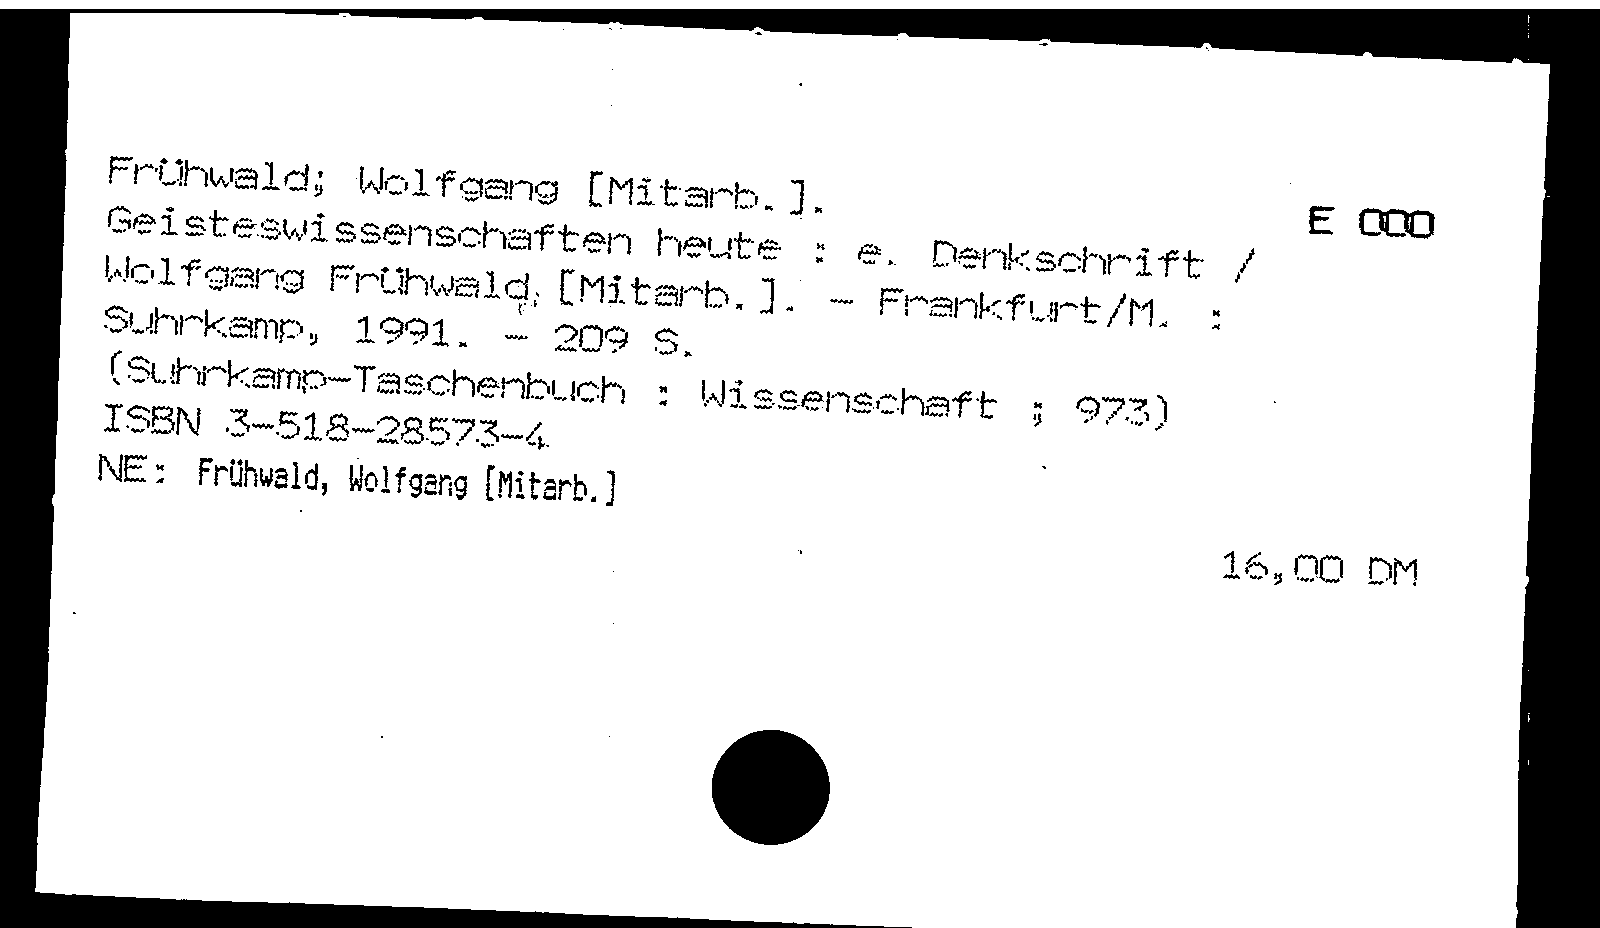 Frühwald; Wolfgang [Mitarb.].
E 000
Geisteswissenschaften heute : e. Denkschrift /
Wolfgang Frühwald, [Mitarb.]. - Frankfurt/M. :
Suhrkamp, 1991. - 209 S.
(Suhrkamp-Taschenbuch : Wissenschaft ; 973)
ISBN 3-518-28573-4
NE: Frühwald, Wolfgang [Mitarb.]
16,00 DM